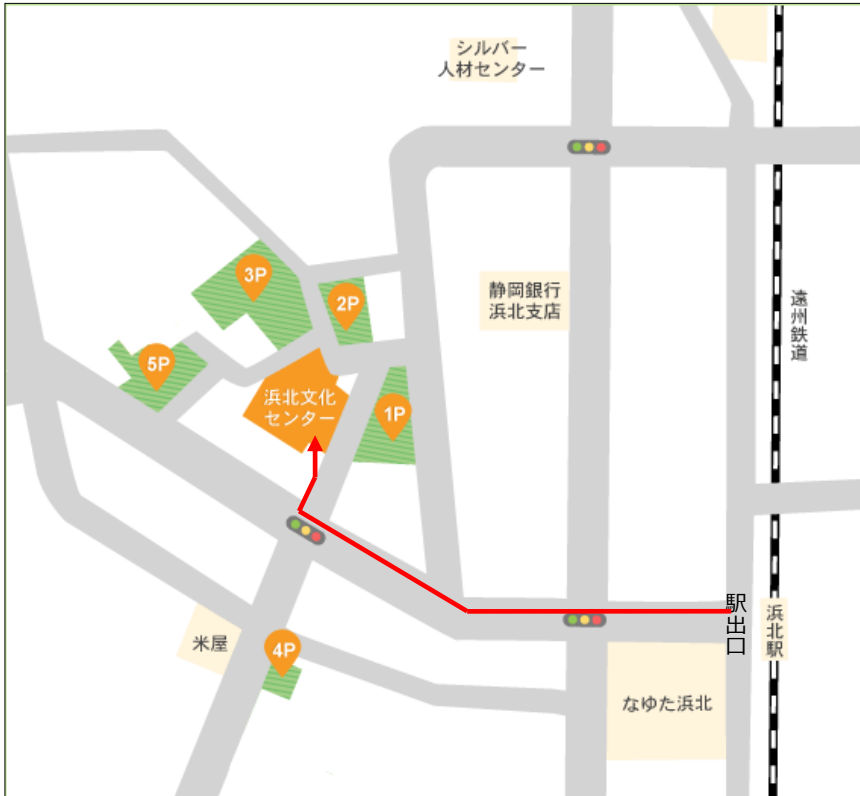 シルバー
人材センター
3P
2P
静岡銀行
浜北支店
遠州鉄道
5P
浜北文化
センター
1P
駅出口
浜北駅
米屋
4P
なゆた浜北